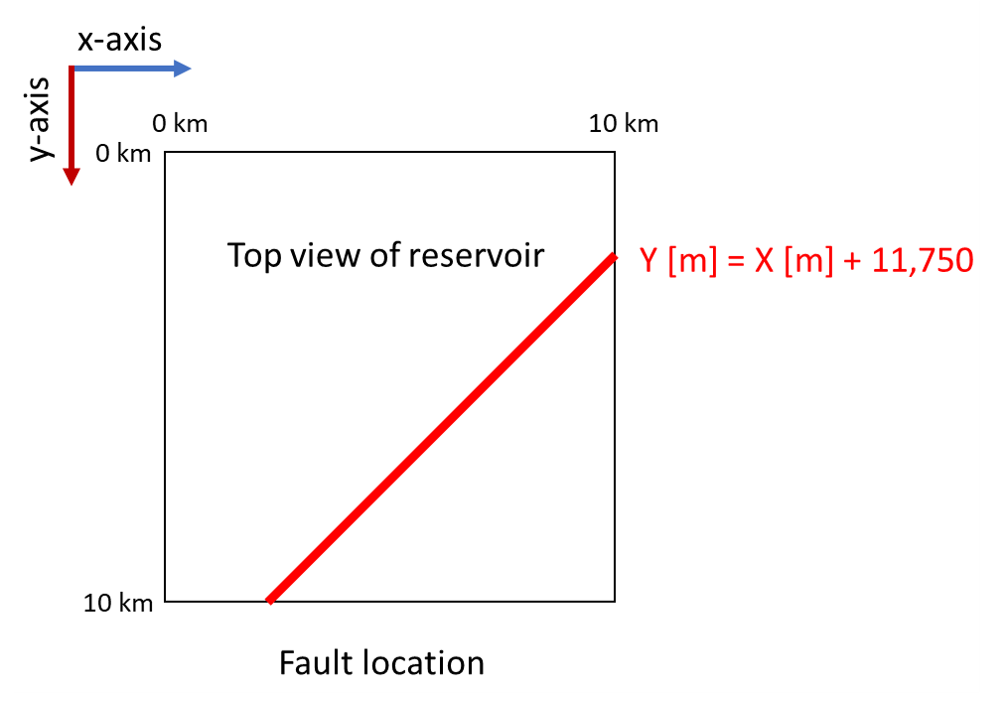 x-axis
y-axis
0 km
10 km
0 km
Top view of reservoir
Y [m] = X [m] + 11,750
10 km
Fault location